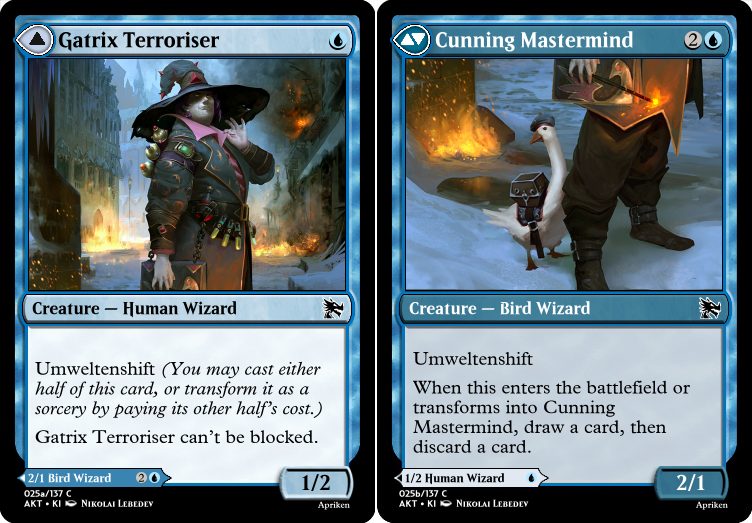 Gatrix Terroriser
Creature — Human Wizard
Umweltenshift (You may cast either
half of this card, or transform it as a
sorcery by paying its other half's cost.)
Gatrix Terroriser can't be blocked.
2/1 Bird Wizard 2
1/2
025a/137 C
AKT • KI NIKOLAI LEBEDEV
Apriken
Cunning Mastermind 2
Creature — Bird Wizard
Umweltenshift
When this enters the battlefield or
transforms into Cunning
Mastermind, draw a card, then
discard a card.
1/2 Human Wizard
2/1
025b/137 C
AKT • KI NIKOLAI LEBEDEV
Apriken